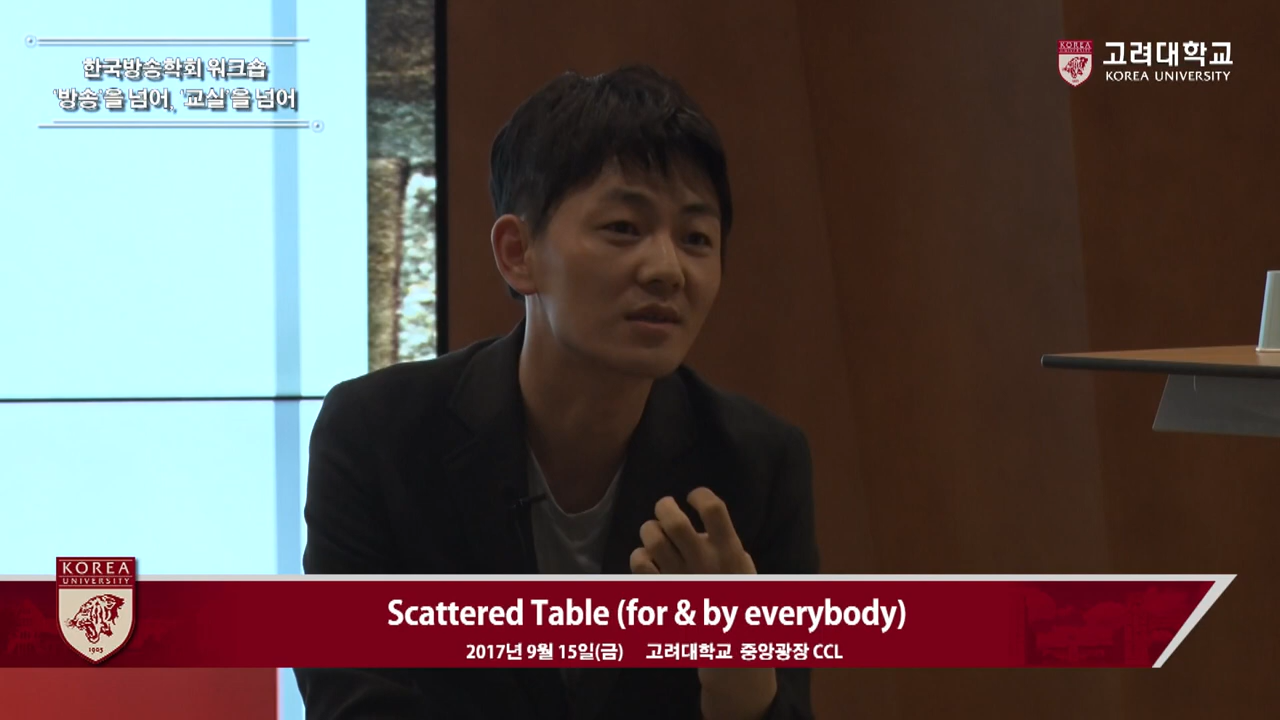 한국방송학회 워크숍
'방송'을 넘어, '교실'을 넘어
KOREA
UNIVERSITY
고려대학교
KOREA UNIVERSITY
KOREA
UNIVERSITY
1905
Scattered Table (for & by everybody)
2017년 9월 15일(금) 고려대학교 중앙광장 CCL